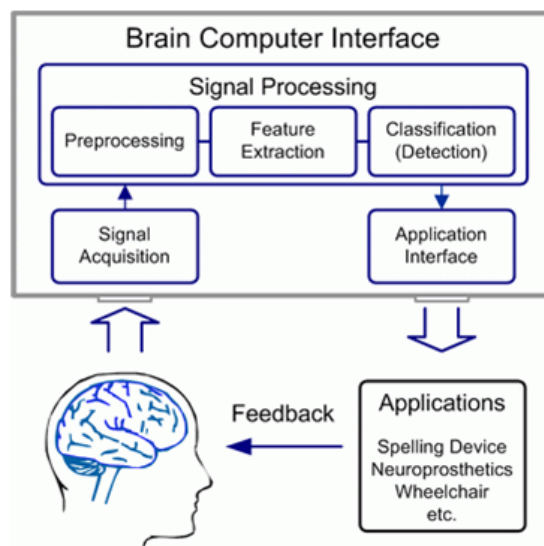 Brain Computer Interface
Signal Processing
Preprocessing
Feature
Extraction
Classification
(Detection)
Signal
Acquisition
Application
Interface
Feedback
Applications
Spelling Device
Neuroprosthetics
Wheelchair
etc.